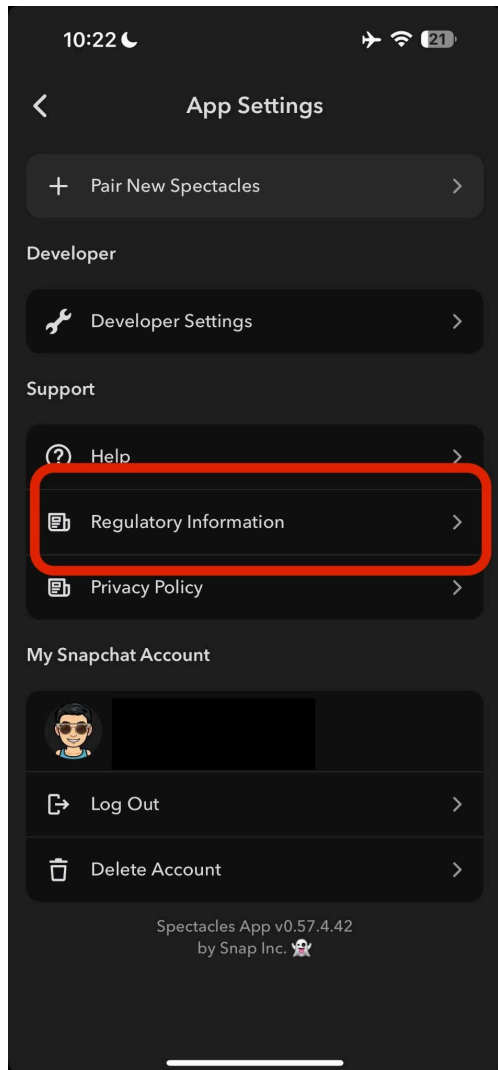 10:22
21
App Settings
Pair New Spectacles
Developer
Developer Settings
Support
Help
Regulatory Information
Privacy Policy
My Snapchat Account
Log Out
Delete Account
Spectacles App v0.57.4.42
by Snap Inc. 👻